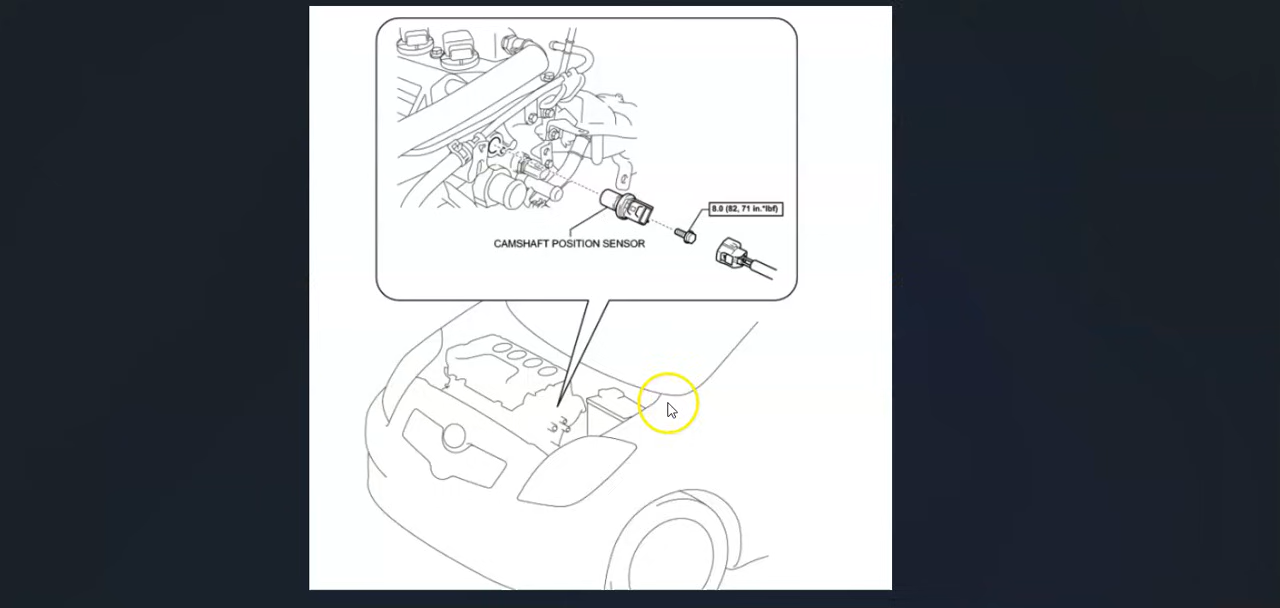 8.0 (82, 71 in.*lbf)
CAMSHAFT POSITION SENSOR